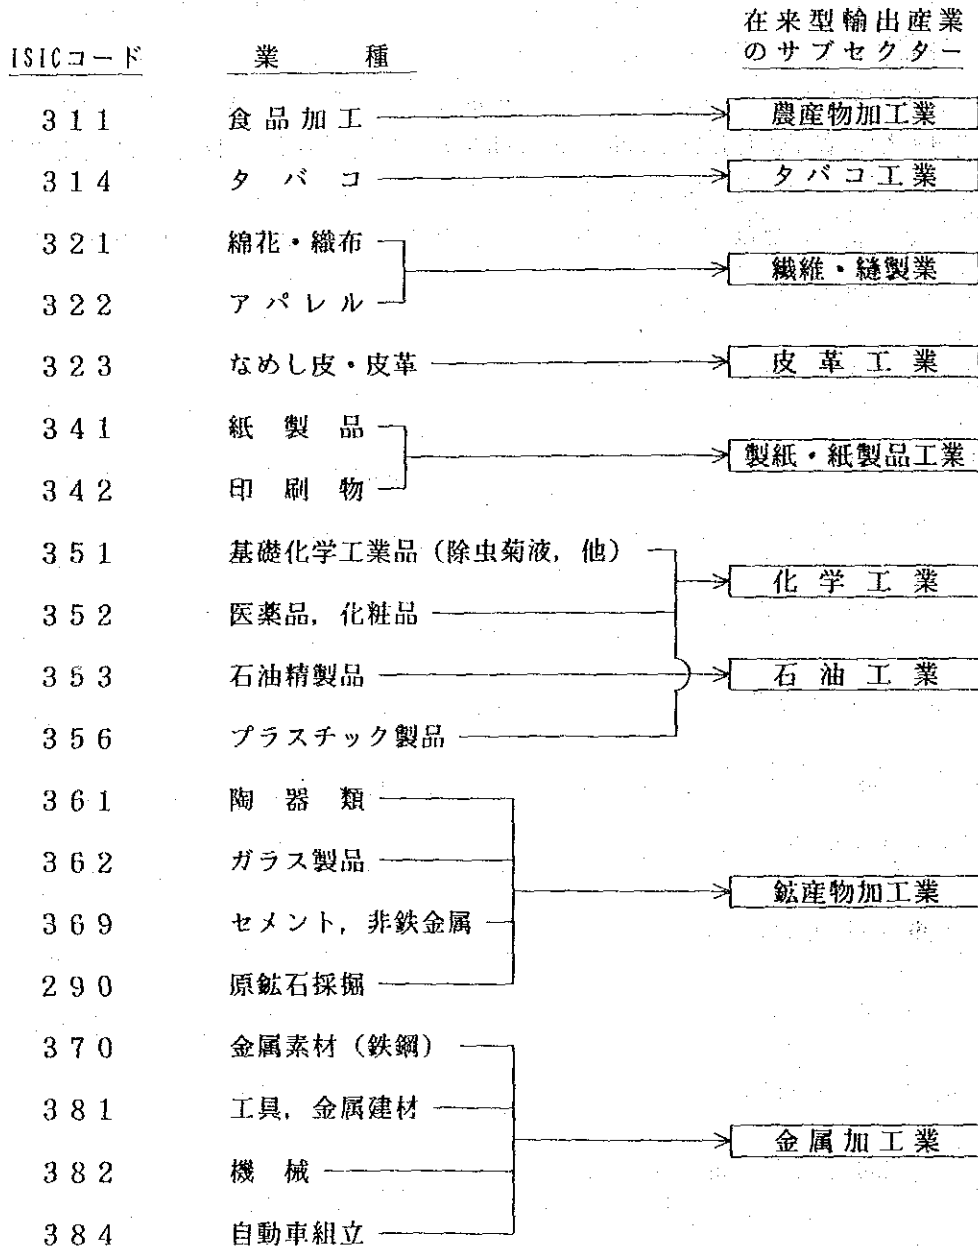 在来型輸出産業
のサブセクター
ISICコード 業種
311 食品加工 農産物加工業
314 タバコ タバコ工業
321 綿花・織布
繊維・縫製業
322 アパレル
323 なめし皮・皮革 皮革工業
341 紙製品
製紙・紙製品工業
342 印刷物
351 基礎化学工業品（除虫菊液，他）
化学工業
352 医薬品，化粧品
353 石油精製品 石油工業
356 プラスチック製品
361 陶器類
362 ガラス製品
鉱産物加工業
369 セメント，非鉄金属
290 原鉱石採掘
370 金属素材（鉄鋼）
381 工具，金属建材
金属加工業
382 機械
384 自動車組立